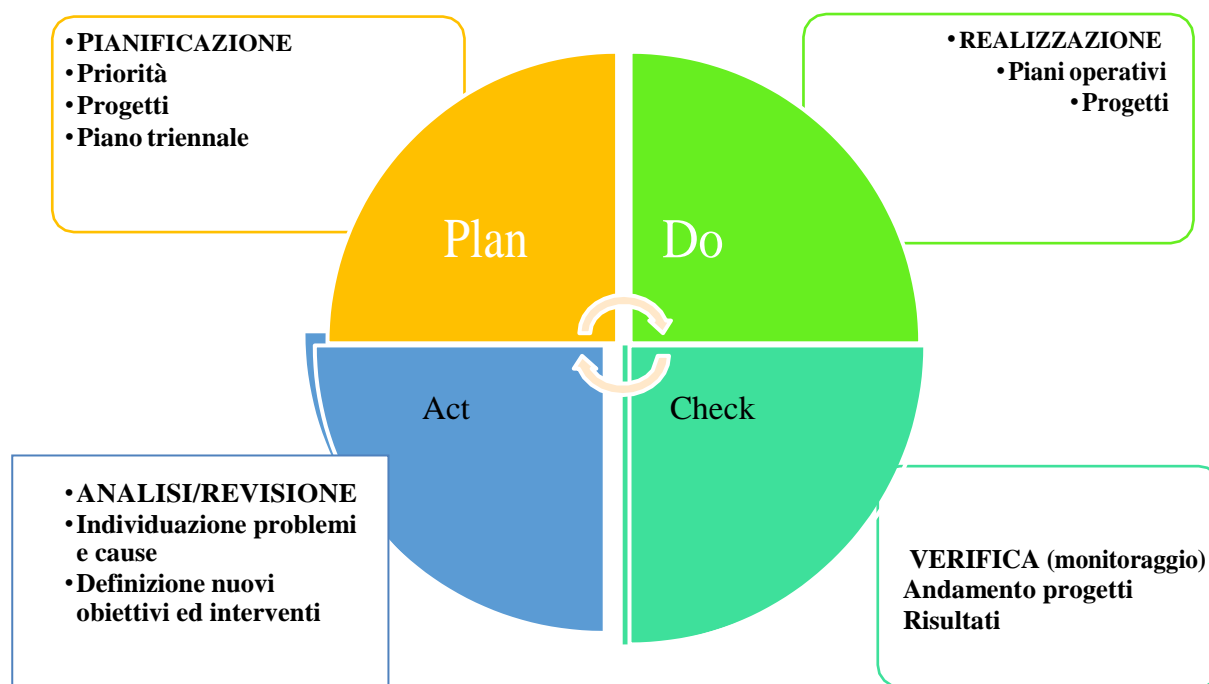 •PIANIFICAZIONE
•Priorità
•Progetti
•Piano triennale
•REALIZZAZIONE
•Piani operativi
•Progetti
Plan
Do
Act
Check
•ANALISI/REVISIONE
•Individuazione problemi
e cause
•Definizione nuovi
obiettivi ed interventi
VERIFICA (monitoraggio)
Andamento progetti
Risultati